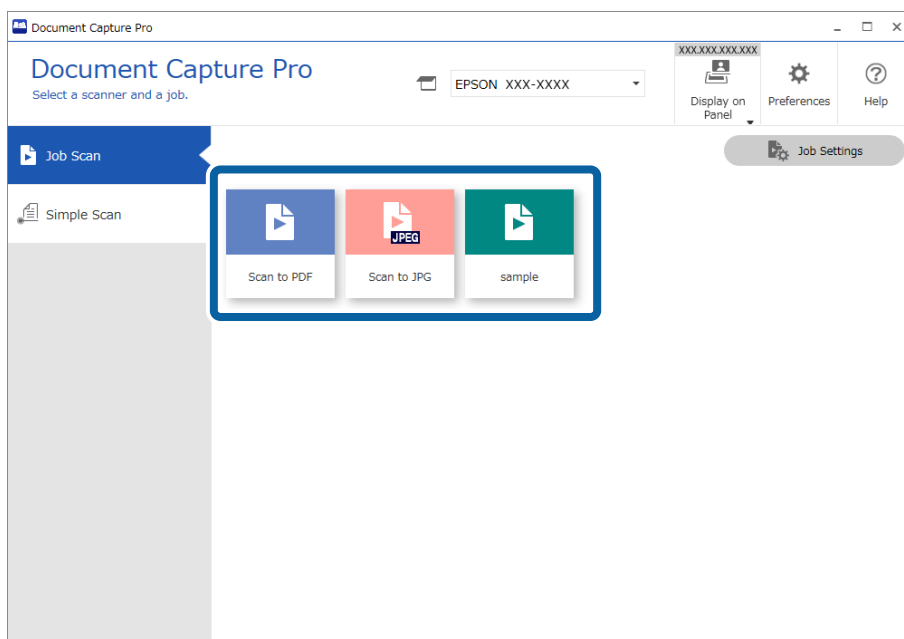 Document Capture Pro
Document Capture Pro
Select a scanner and a job.
EPSON XXX-XXXX
XXX.XXX.XXX.XXX
Display on
Panel
Preferences
Help
Job Scan
Job Settings
Simple Scan
JPEG
Scan to PDF
Scan to JPG
sample